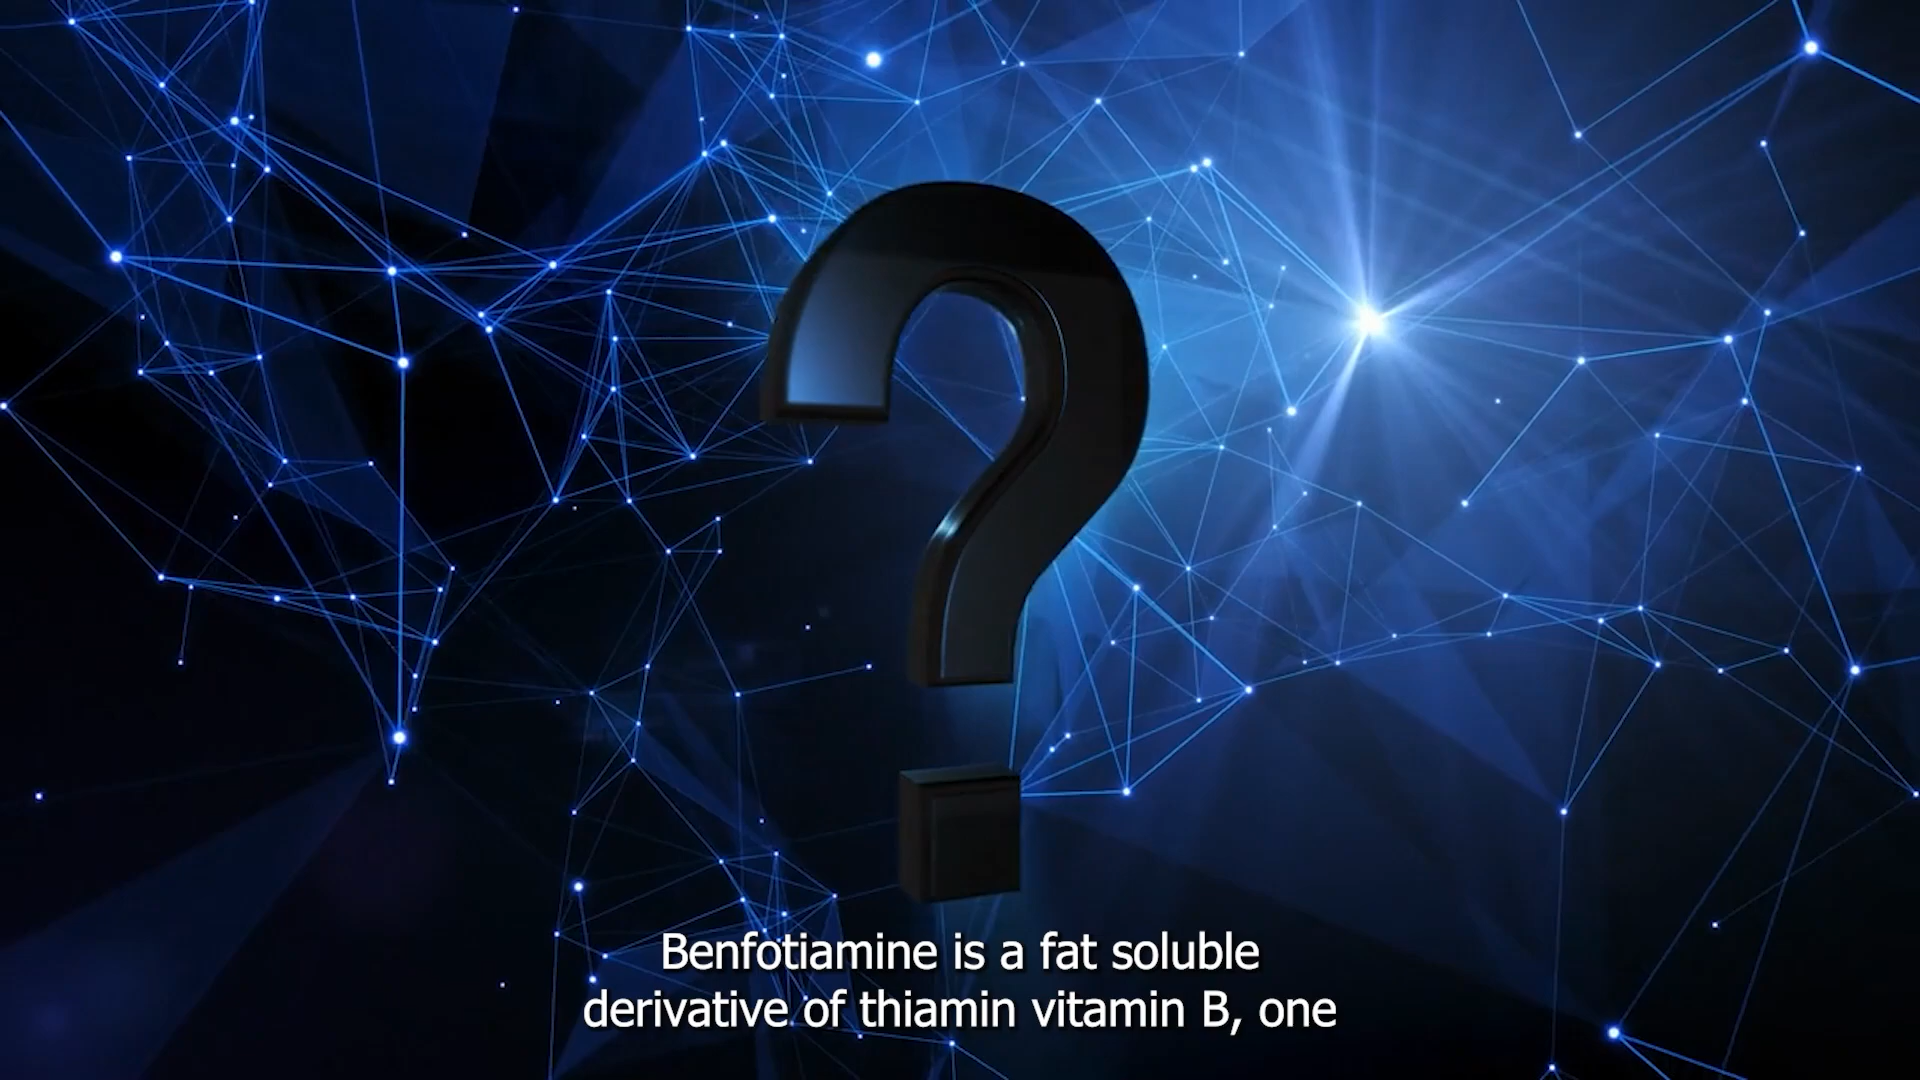 Benfotiamine is a fat soluble
derivative of thiamin vitamin B, one